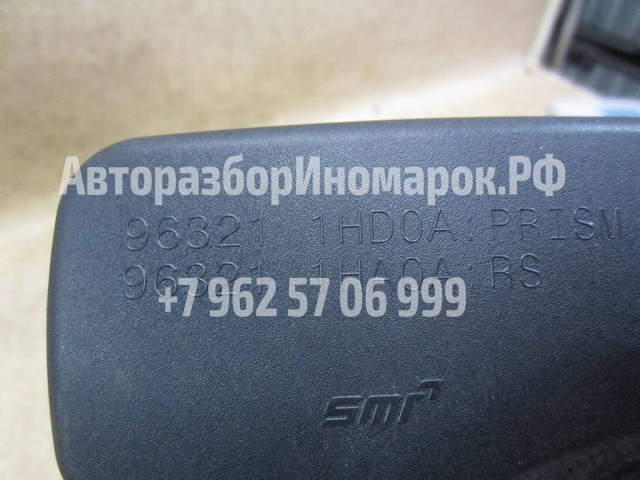 АвторазборИномарок.РФ
96321 1HD0A:PRISM
96321 1HA0A:RS
+7 962 57 06 999
smr